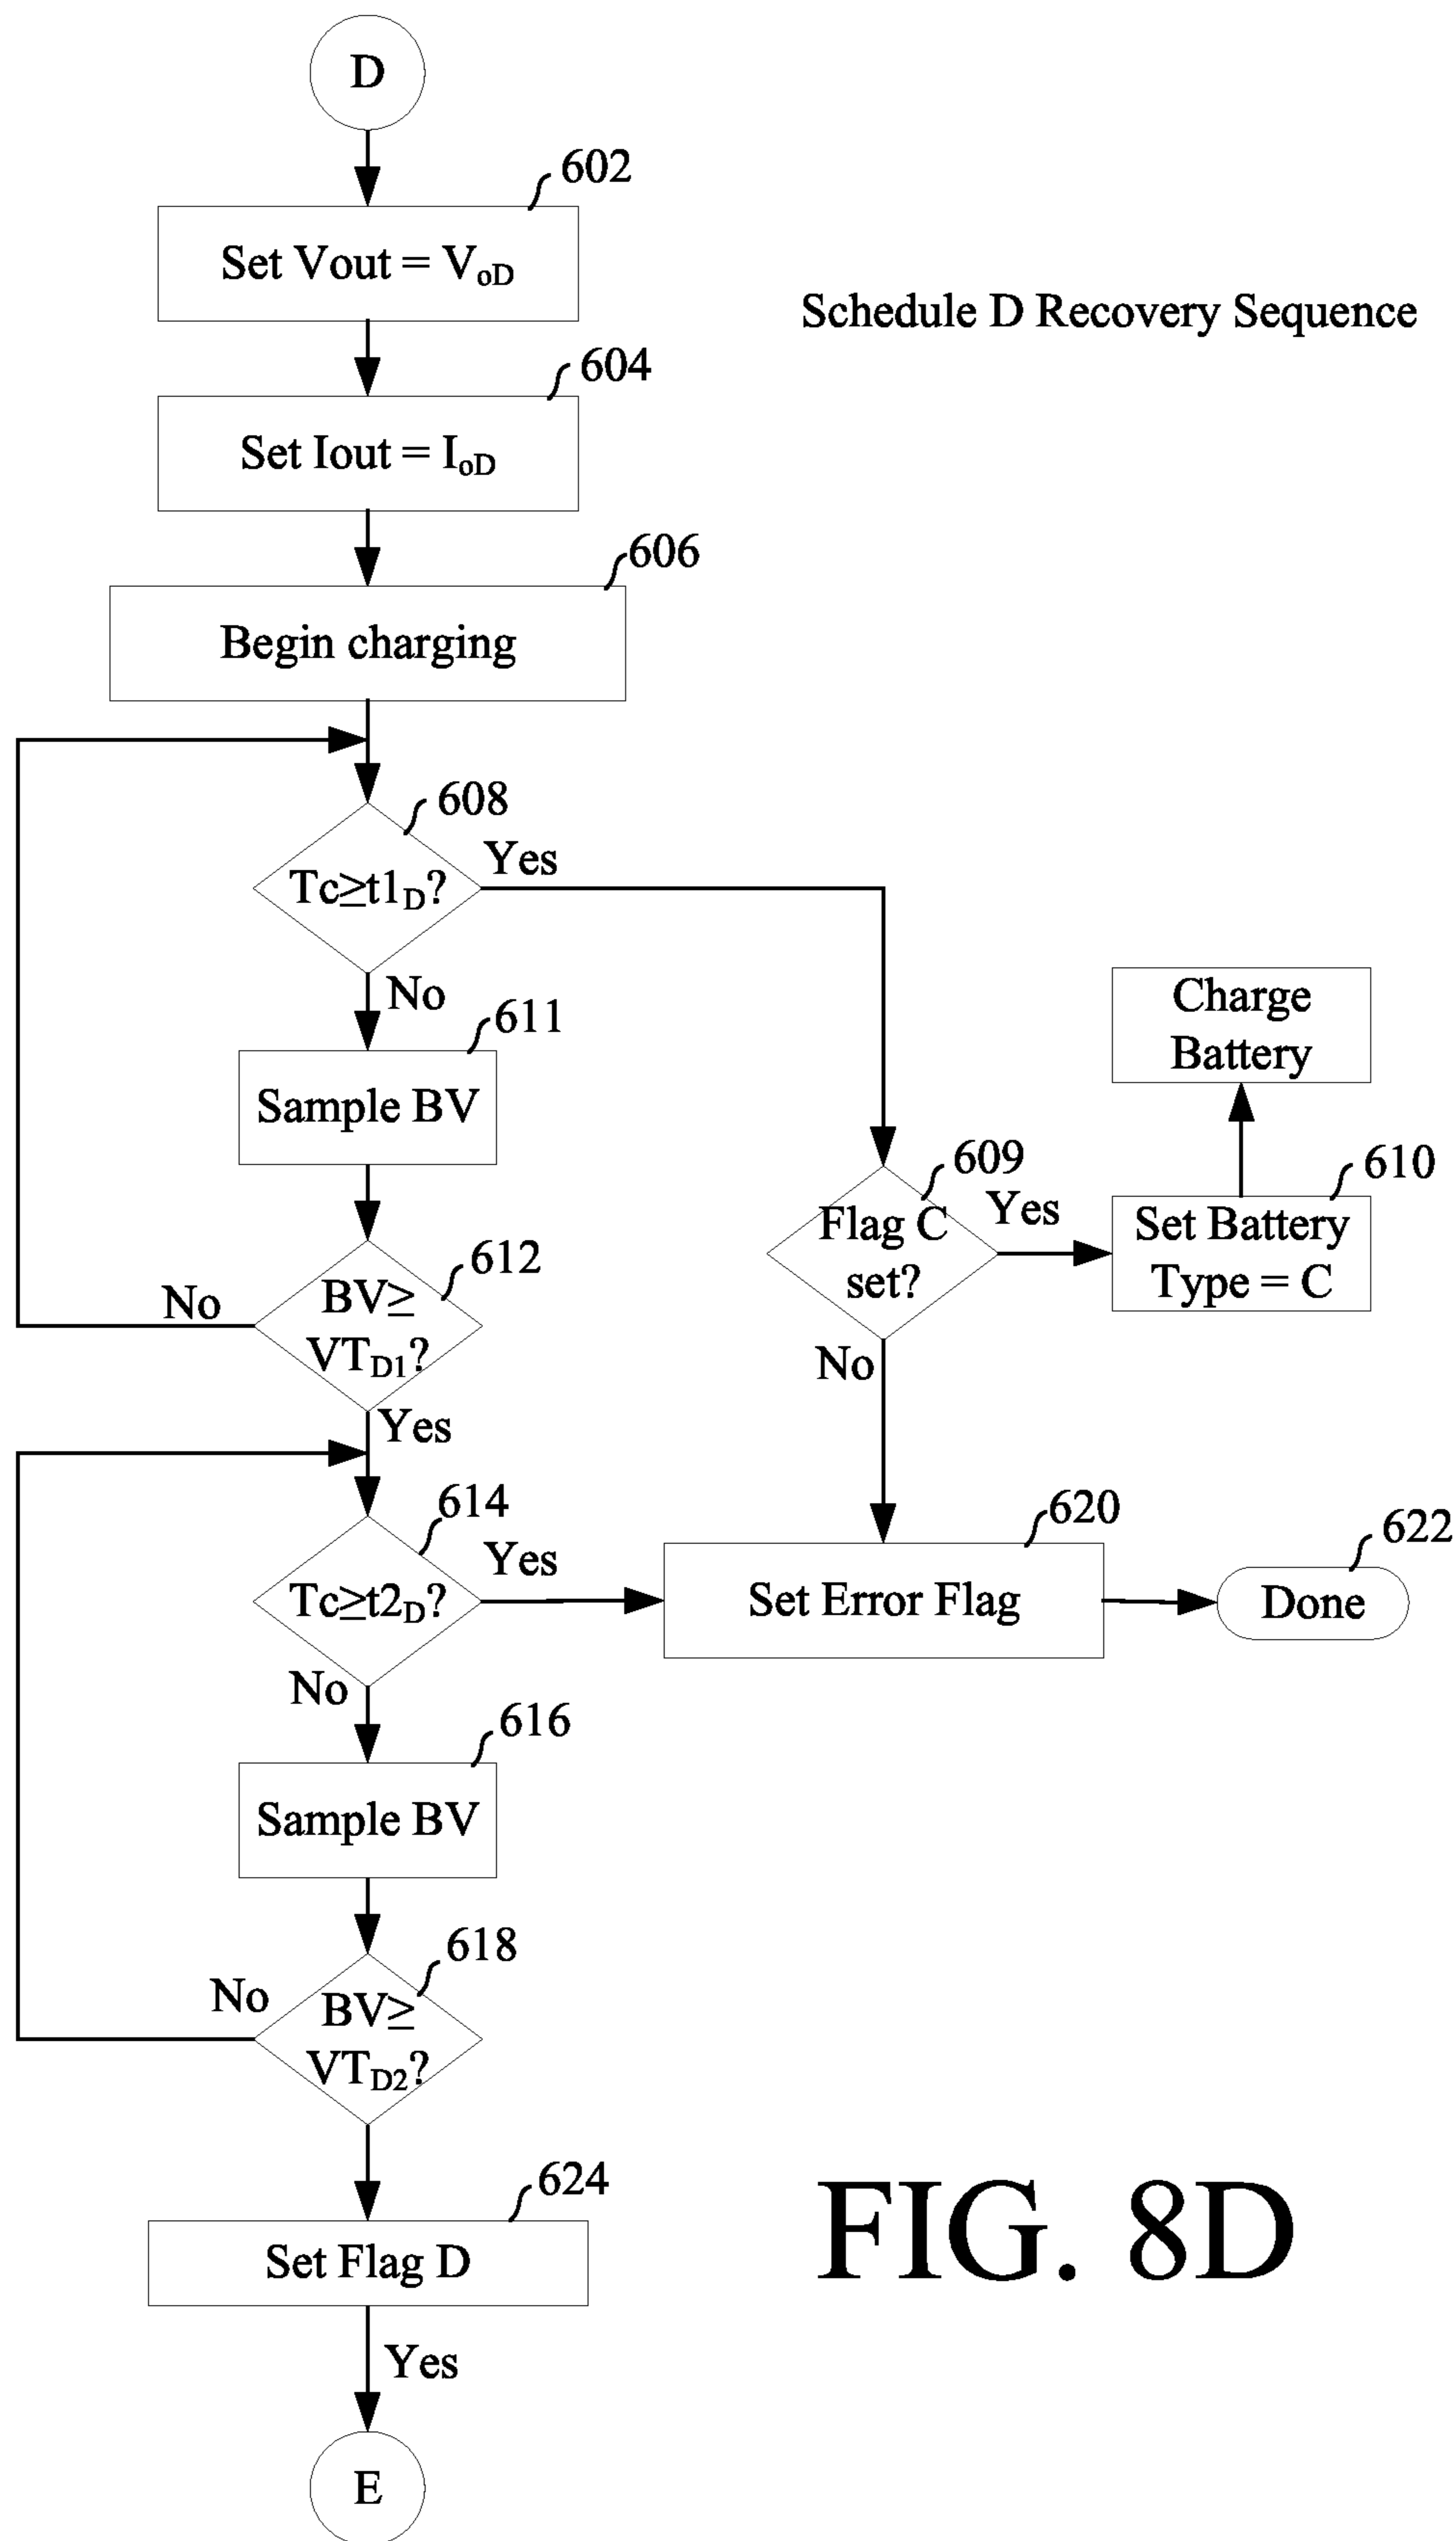 D
602
Set Vout = VoD
Schedule D Recovery Sequence
604
Set Iout = IoD
606
Begin charging
608
Tc≥t1D?
Yes
No
611
Sample BV
Charge
Battery
609
Flag C
set?
Yes
610
Set Battery
Type = C
612
BV≥
VTD1?
No
Yes
No
614
Tc≥t2D?
Yes
620
Set Error Flag
622
Done
No
616
Sample BV
618
BV≥
VTD2?
No
624
Set Flag D
Yes
E
FIG. 8D